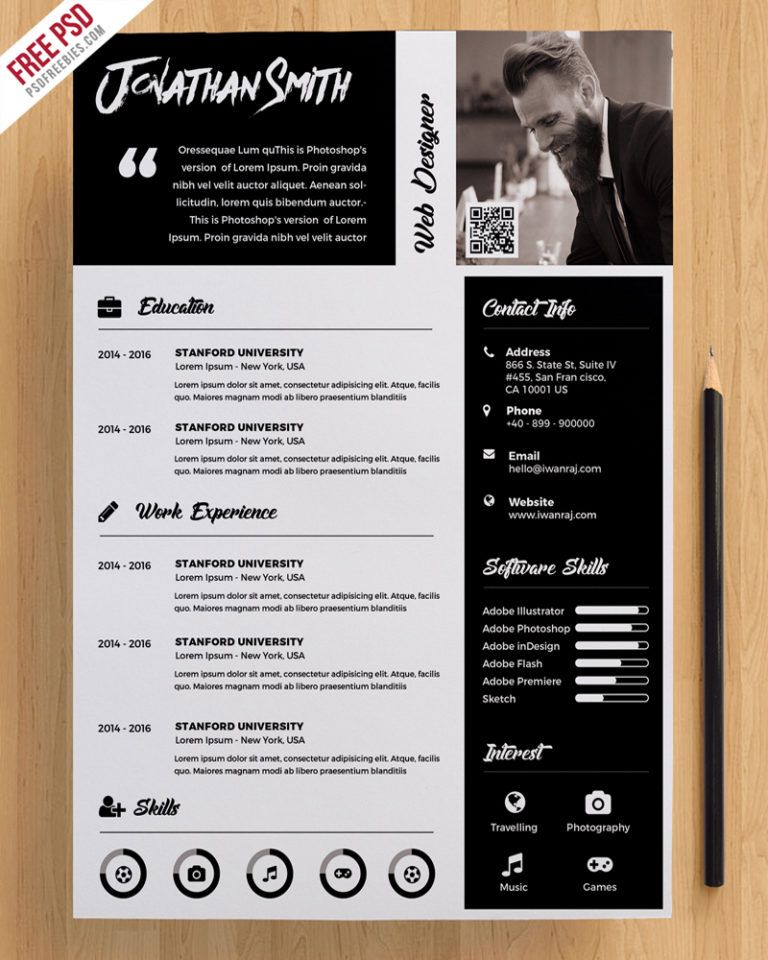 FREE PSD
PSDFREEBIES.COM
Jonathan Smith
Oressequae Lum quThis is Photoshop's
version of Lorem Ipsum. Proin gravida
nibh vel velit auctor aliquet. Aenean sol-
licitudin, lorem quis bibendum auctor.-
This is Photoshop's version of Lorem
Ipsum. Proin gravida nibh vel velit auctor
Web Designer
Education
2014 - 2016
STANFORD UNIVERSITY
Lorem Ipsum - New York, USA
Lorem ipsum dolor sit amet, consectetur adipisicing elit. Atque, facilis
quo. Maiores magnam ab libero praesentium blanditiis
2014 - 2016
STANFORD UNIVERSITY
Lorem Ipsum - New York, USA
Lorem ipsum dolor sit amet, consectetur adipisicing elit. Atque, facilis
quo. Maiores magnam ab libero praesentium blanditiis
Work Experience
2014 - 2016
STANFORD UNIVERSITY
Lorem Ipsum - New York, USA
Lorem ipsum dolor sit amet, consectetur adipisicing elit. Atque, facilis
quo. Maiores magnam ab libero praesentium blanditiis
2014 - 2016
STANFORD UNIVERSITY
Lorem Ipsum - New York, USA
Lorem ipsum dolor sit amet, consectetur adipisicing elit. Atque, facilis
quo. Maiores magnam ab libero praesentium blanditiis
2014 - 2016
STANFORD UNIVERSITY
Lorem Ipsum - New York, USA
Lorem ipsum dolor sit amet, consectetur adipisicing elit. Atque, facilis
quo. Maiores magnam ab libero praesentium blanditiis
Skills
Contact Info
Address
866 S. State St, Suite IV
#455, San Fran cisco,
CA 10001 US
Phone
+40 - 899 - 900000
Email
hello@iwanraj.com
Website
www.iwanraj.com
Software Skills
Adobe Illustrator
Adobe Photoshop
Adobe inDesign
Adobe Flash
Adobe Premiere
Sketch
Interest
Travelling
Photography
Music
Games